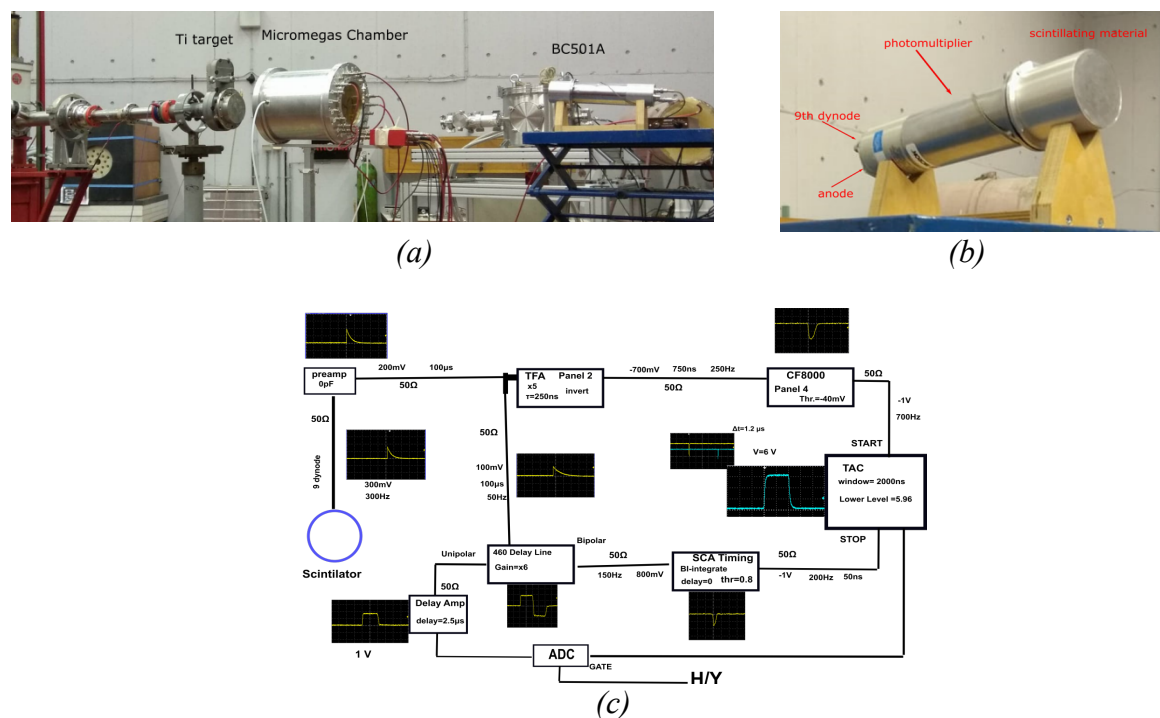 Ti target
Micromegas Chamber
BC501A
(a)
photomultiplier
scintillating material
9th dynode
anode
(b)
preamp
0pF
200mV 100µs
50Ω
TFA Panel 2
x5
τ=250ns
invert
-700mV 750ns 250Hz
50Ω
CF8000
Panel 4
Thr.=-40mV
50Ω
-1V
700Hz
START
50Ω
9 dynode
300mV
300Hz
Scintilator
50Ω
100mV
100µs
50Hz
Δt=1.2 µs
V=6 V
TAC
window= 2000ns
Lower Level =5.96
STOP
Unipolar
460 Delay Line
Gain=x6
Bipolar
50Ω
150Hz 800mV
SCA Timing
BI-integrate
delay=0 thr=0.8
50Ω
-1V 200Hz 50ns
50Ω
Delay Amp
delay=2.5µs
1 V
ADC
GATE
H/Y
(c)